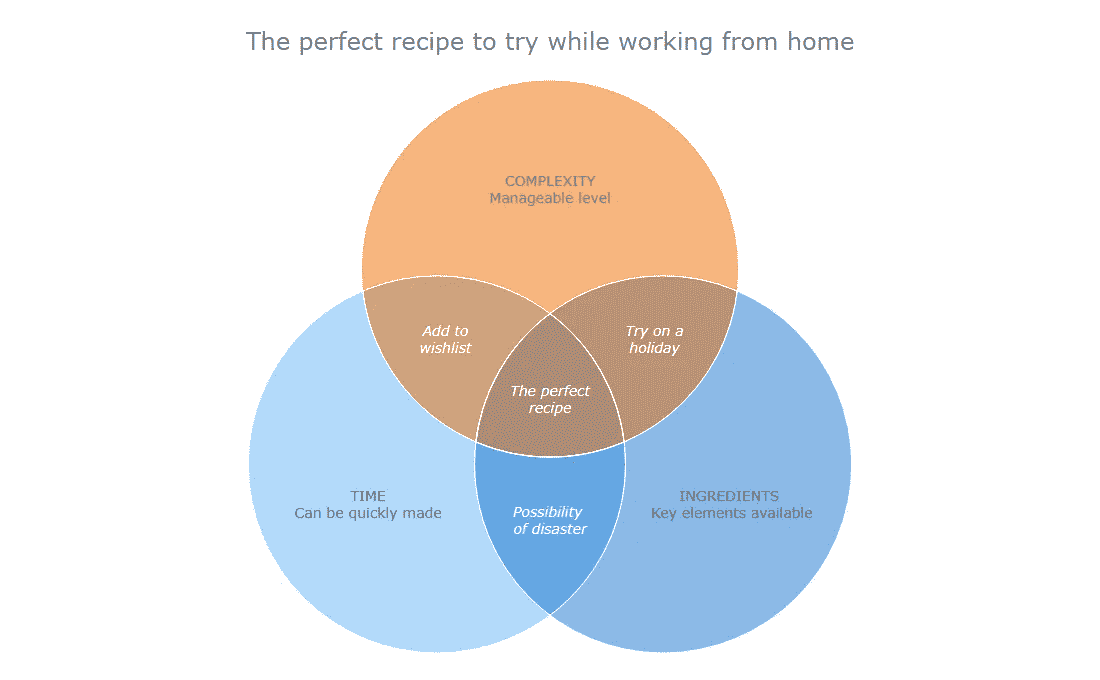 The perfect recipe to try while working from home
COMPLEXITY
Manageable level
Add to
wishlist
Try on a
holiday
The perfect
recipe
TIME
Can be quickly made
Possibility
of disaster
INGREDIENTS
Key elements available